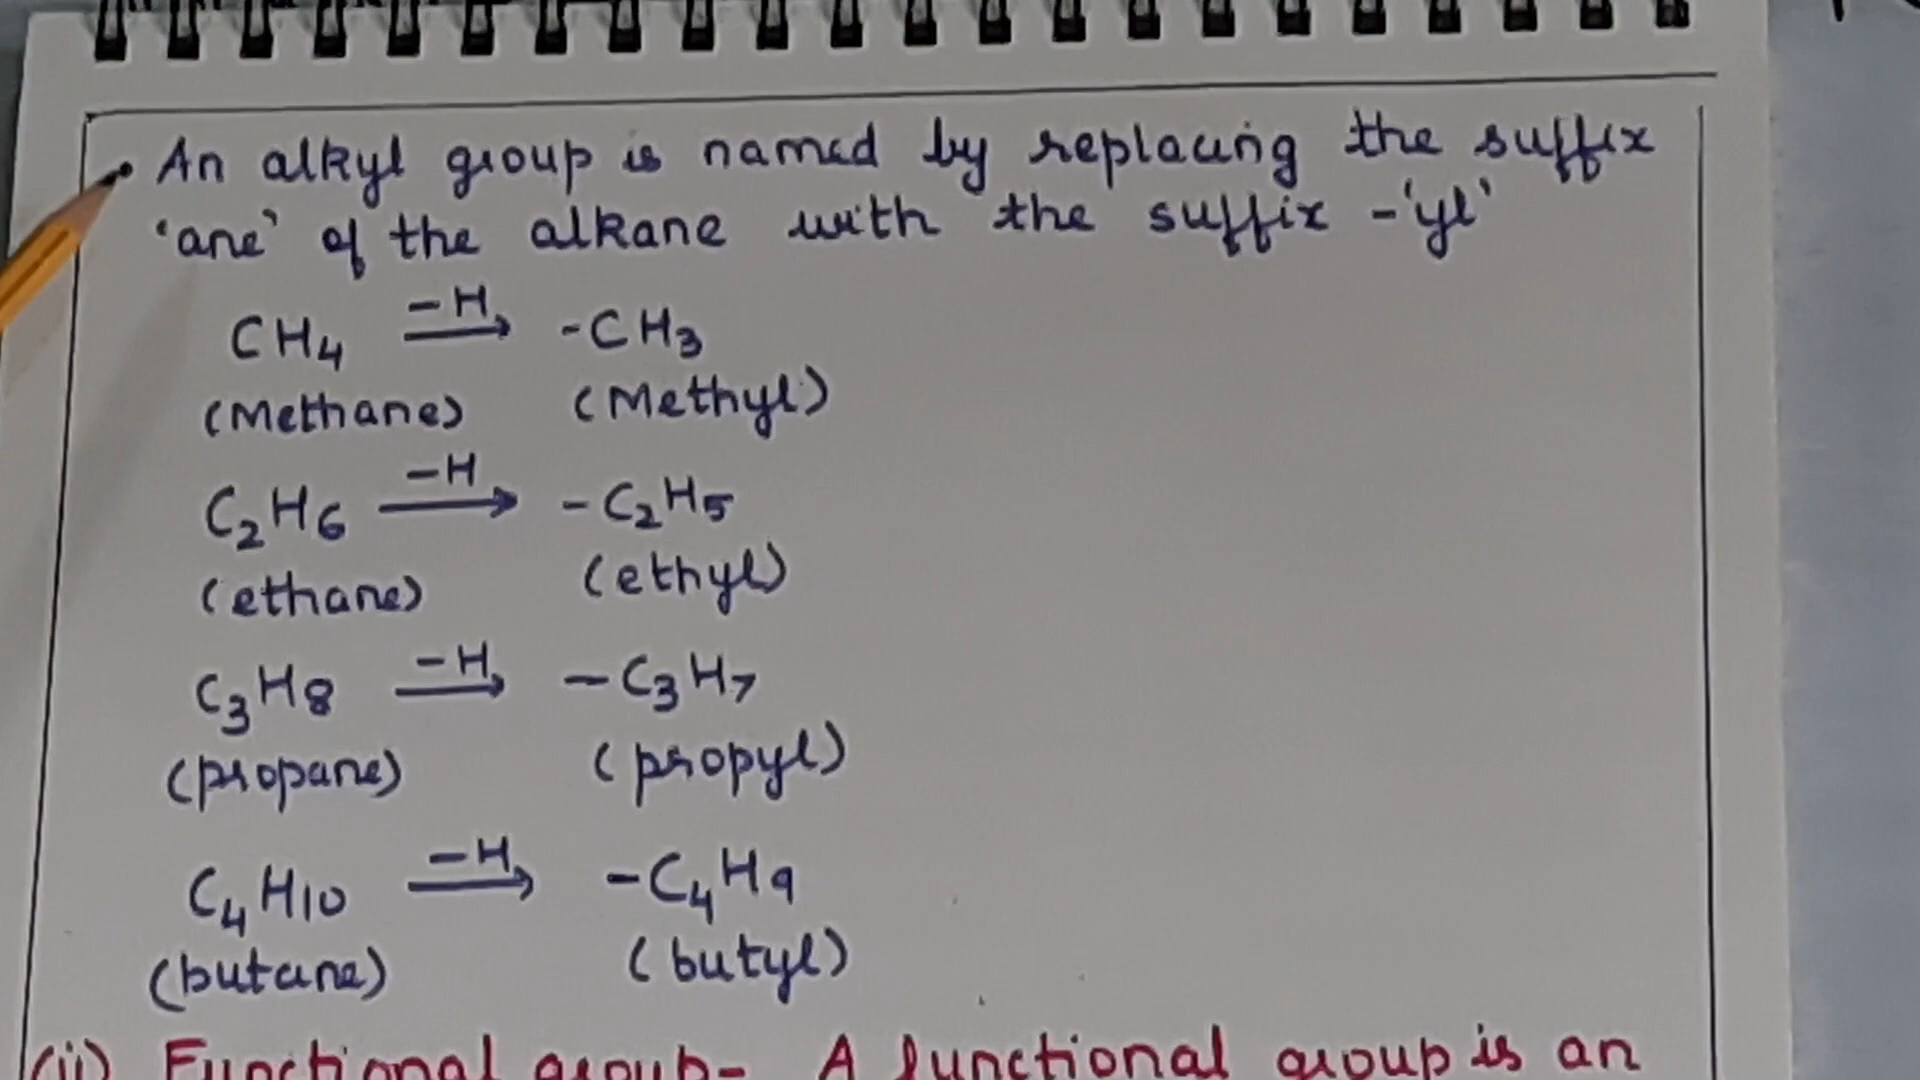 • An alkyl group is named by replacing the suffix
'ane' of the alkane with the suffix -'yl'
CH₄ —H→ -CH₃
(Methane) (Methyl)
C₂H₆ —H→ -C₂H₅
(ethane) (ethyl)
C₃H₈ —H→ -C₃H₇
(propane) (propyl)
C₄H₁₀ —H→ -C₄H₉
(butane) (butyl)
(ii) Functional group- A functional group is an